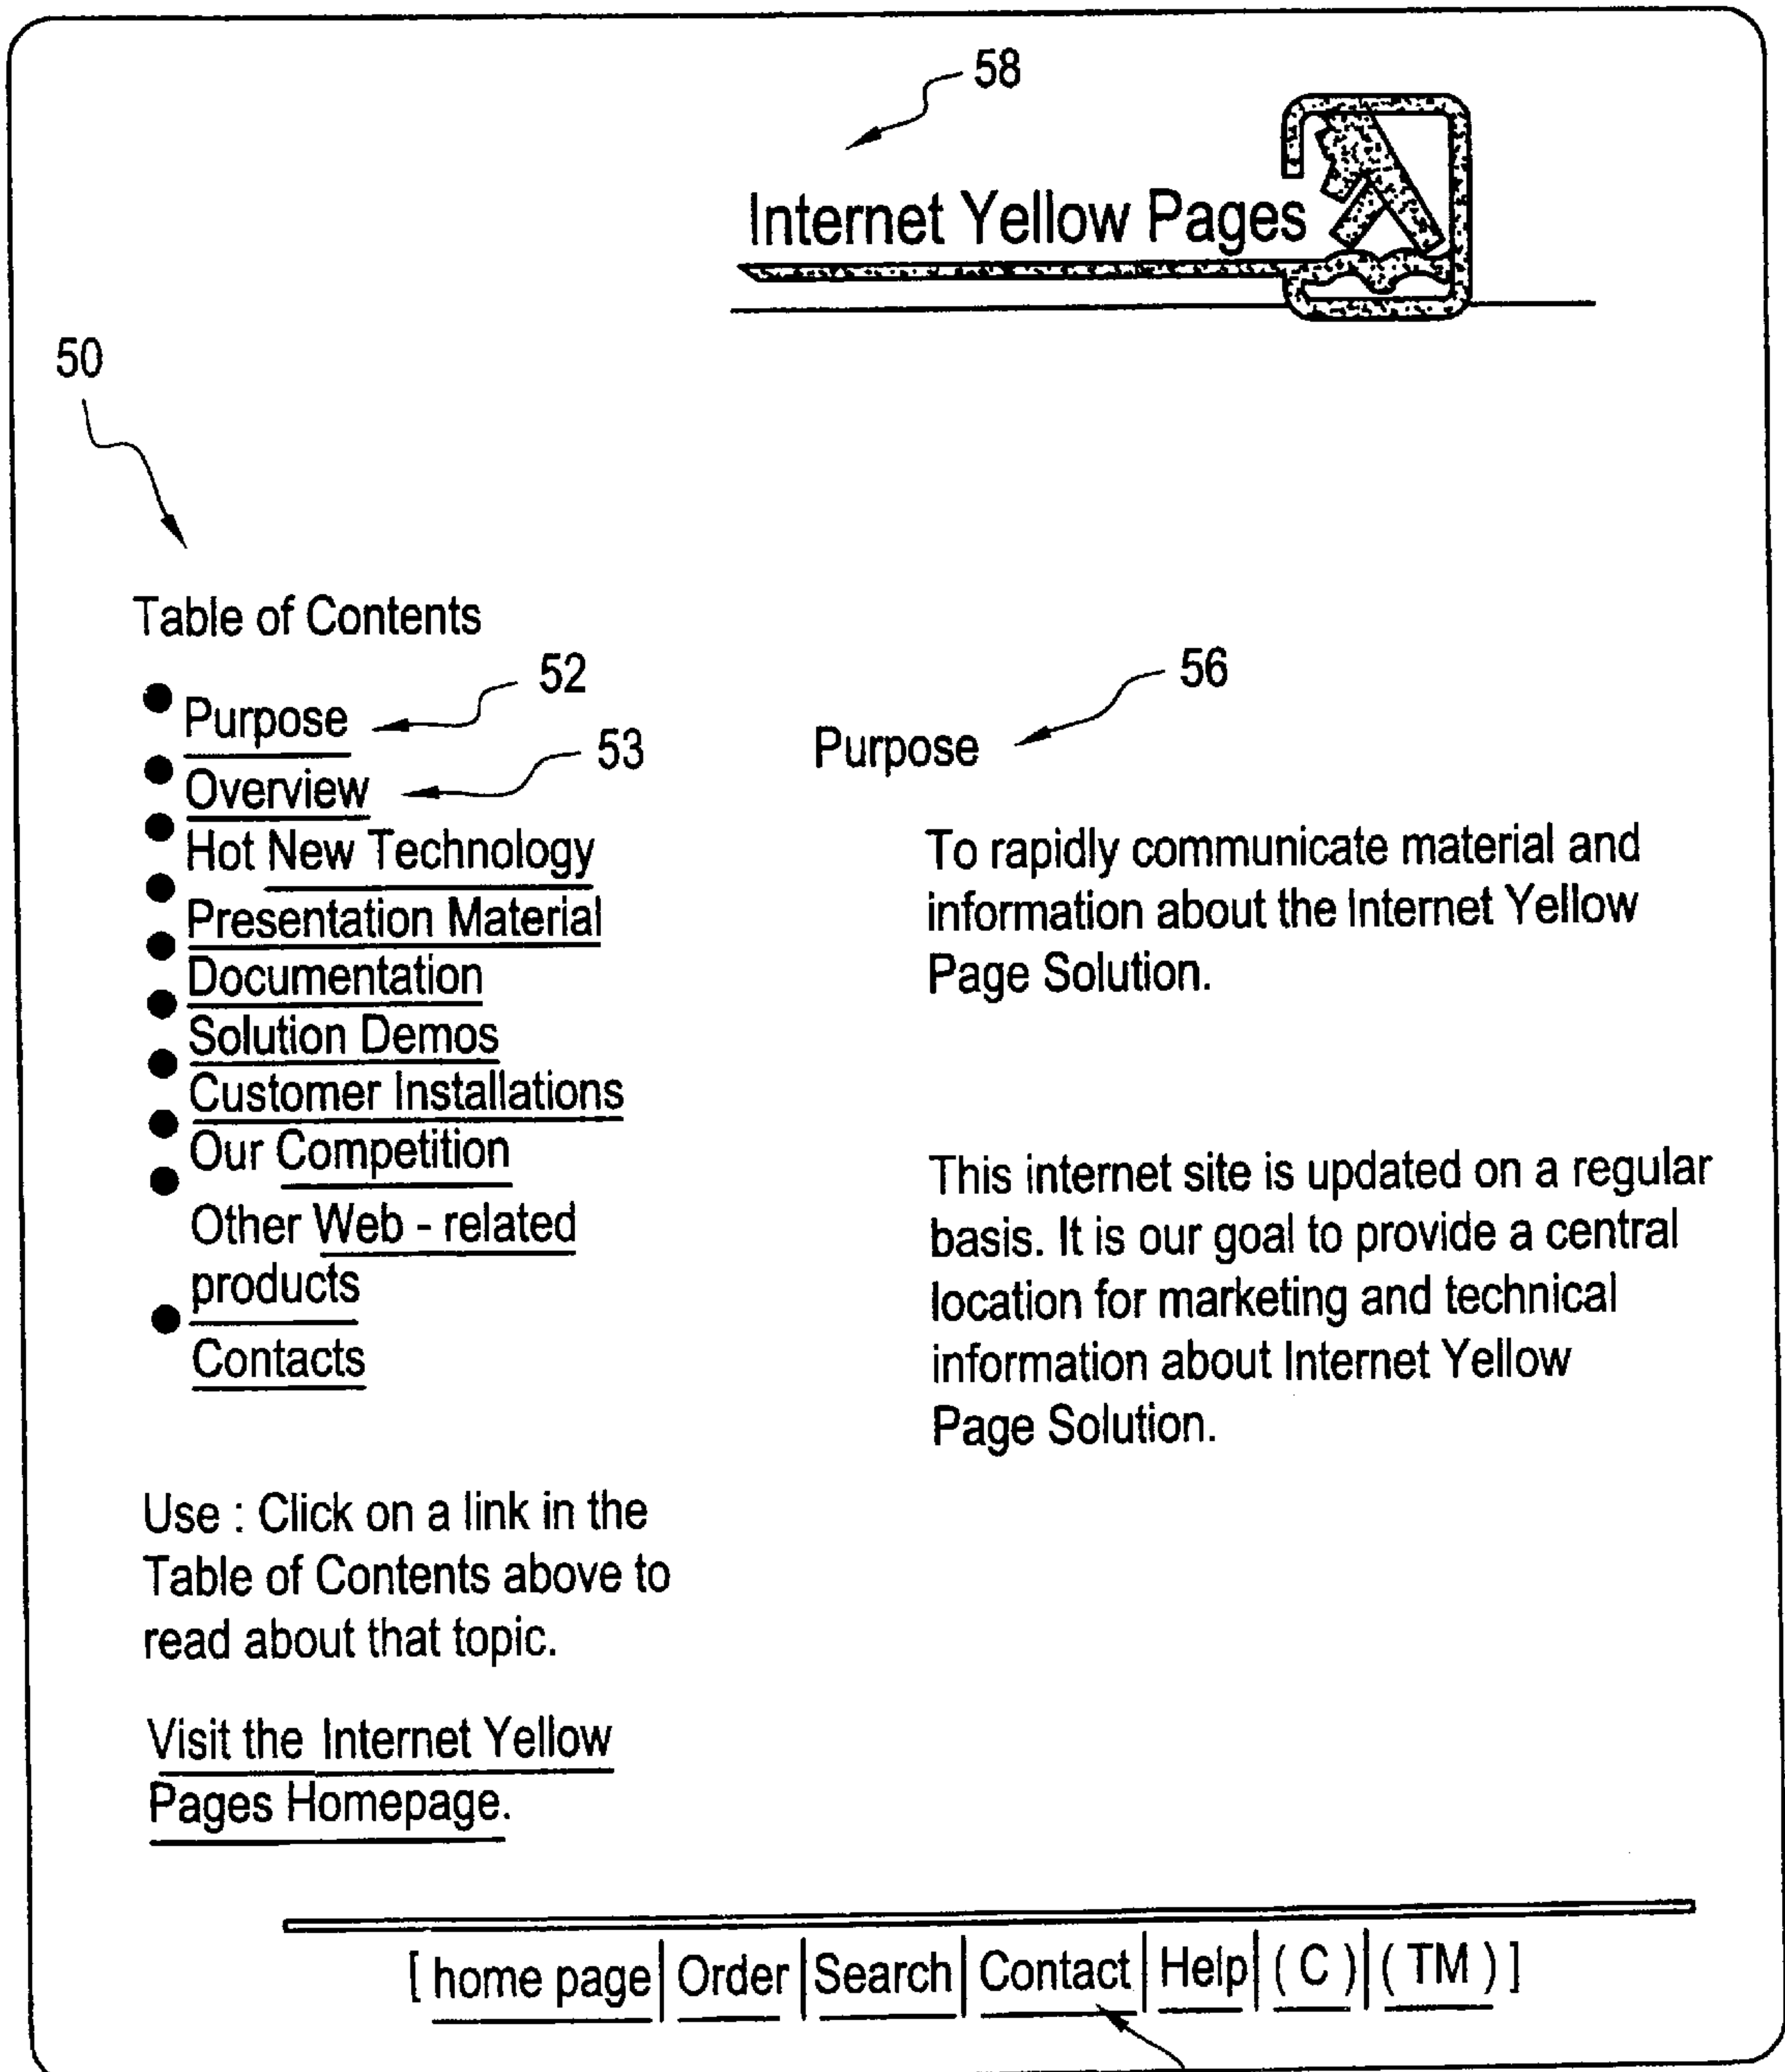 58
Internet Yellow Pages
50
Table of Contents
● Purpose
52
● Overview
53
● Hot New Technology
● Presentation Material
● Documentation
● Solution Demos
● Customer Installations
● Our Competition
● Other Web - related
products
● Contacts
Use : Click on a link in the
Table of Contents above to
read about that topic.
Visit the Internet Yellow
Pages Homepage.
56
Purpose
To rapidly communicate material and
information about the Internet Yellow
Page Solution.
This internet site is updated on a regular
basis. It is our goal to provide a central
location for marketing and technical
information about Internet Yellow
Page Solution.
[ home page | Order | Search | Contact | Help | ( C ) | ( TM ) ]